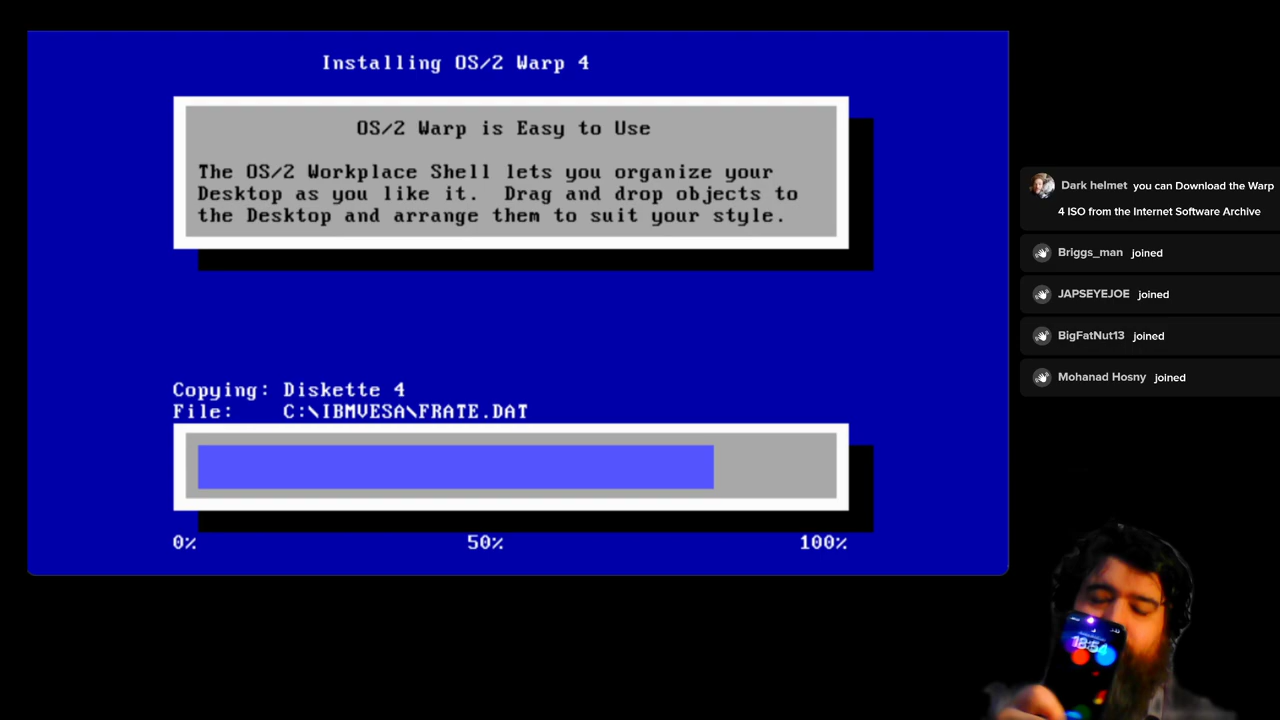 Installing OS/2 Warp 4
OS/2 Warp is Easy to Use
The OS/2 Workplace Shell lets you organize your
Desktop as you like it.  Drag and drop objects to
the Desktop and arrange them to suit your style.
Copying: Diskette 4
File:    C:\IBMVESA\FRATE.DAT
0% 50% 100%
Dark helmet you can Download the Warp
4 ISO from the Internet Software Archive
Briggs_man joined
JAPSEYEJOE joined
BigFatNut13 joined
Mohanad Hosny joined
18:54